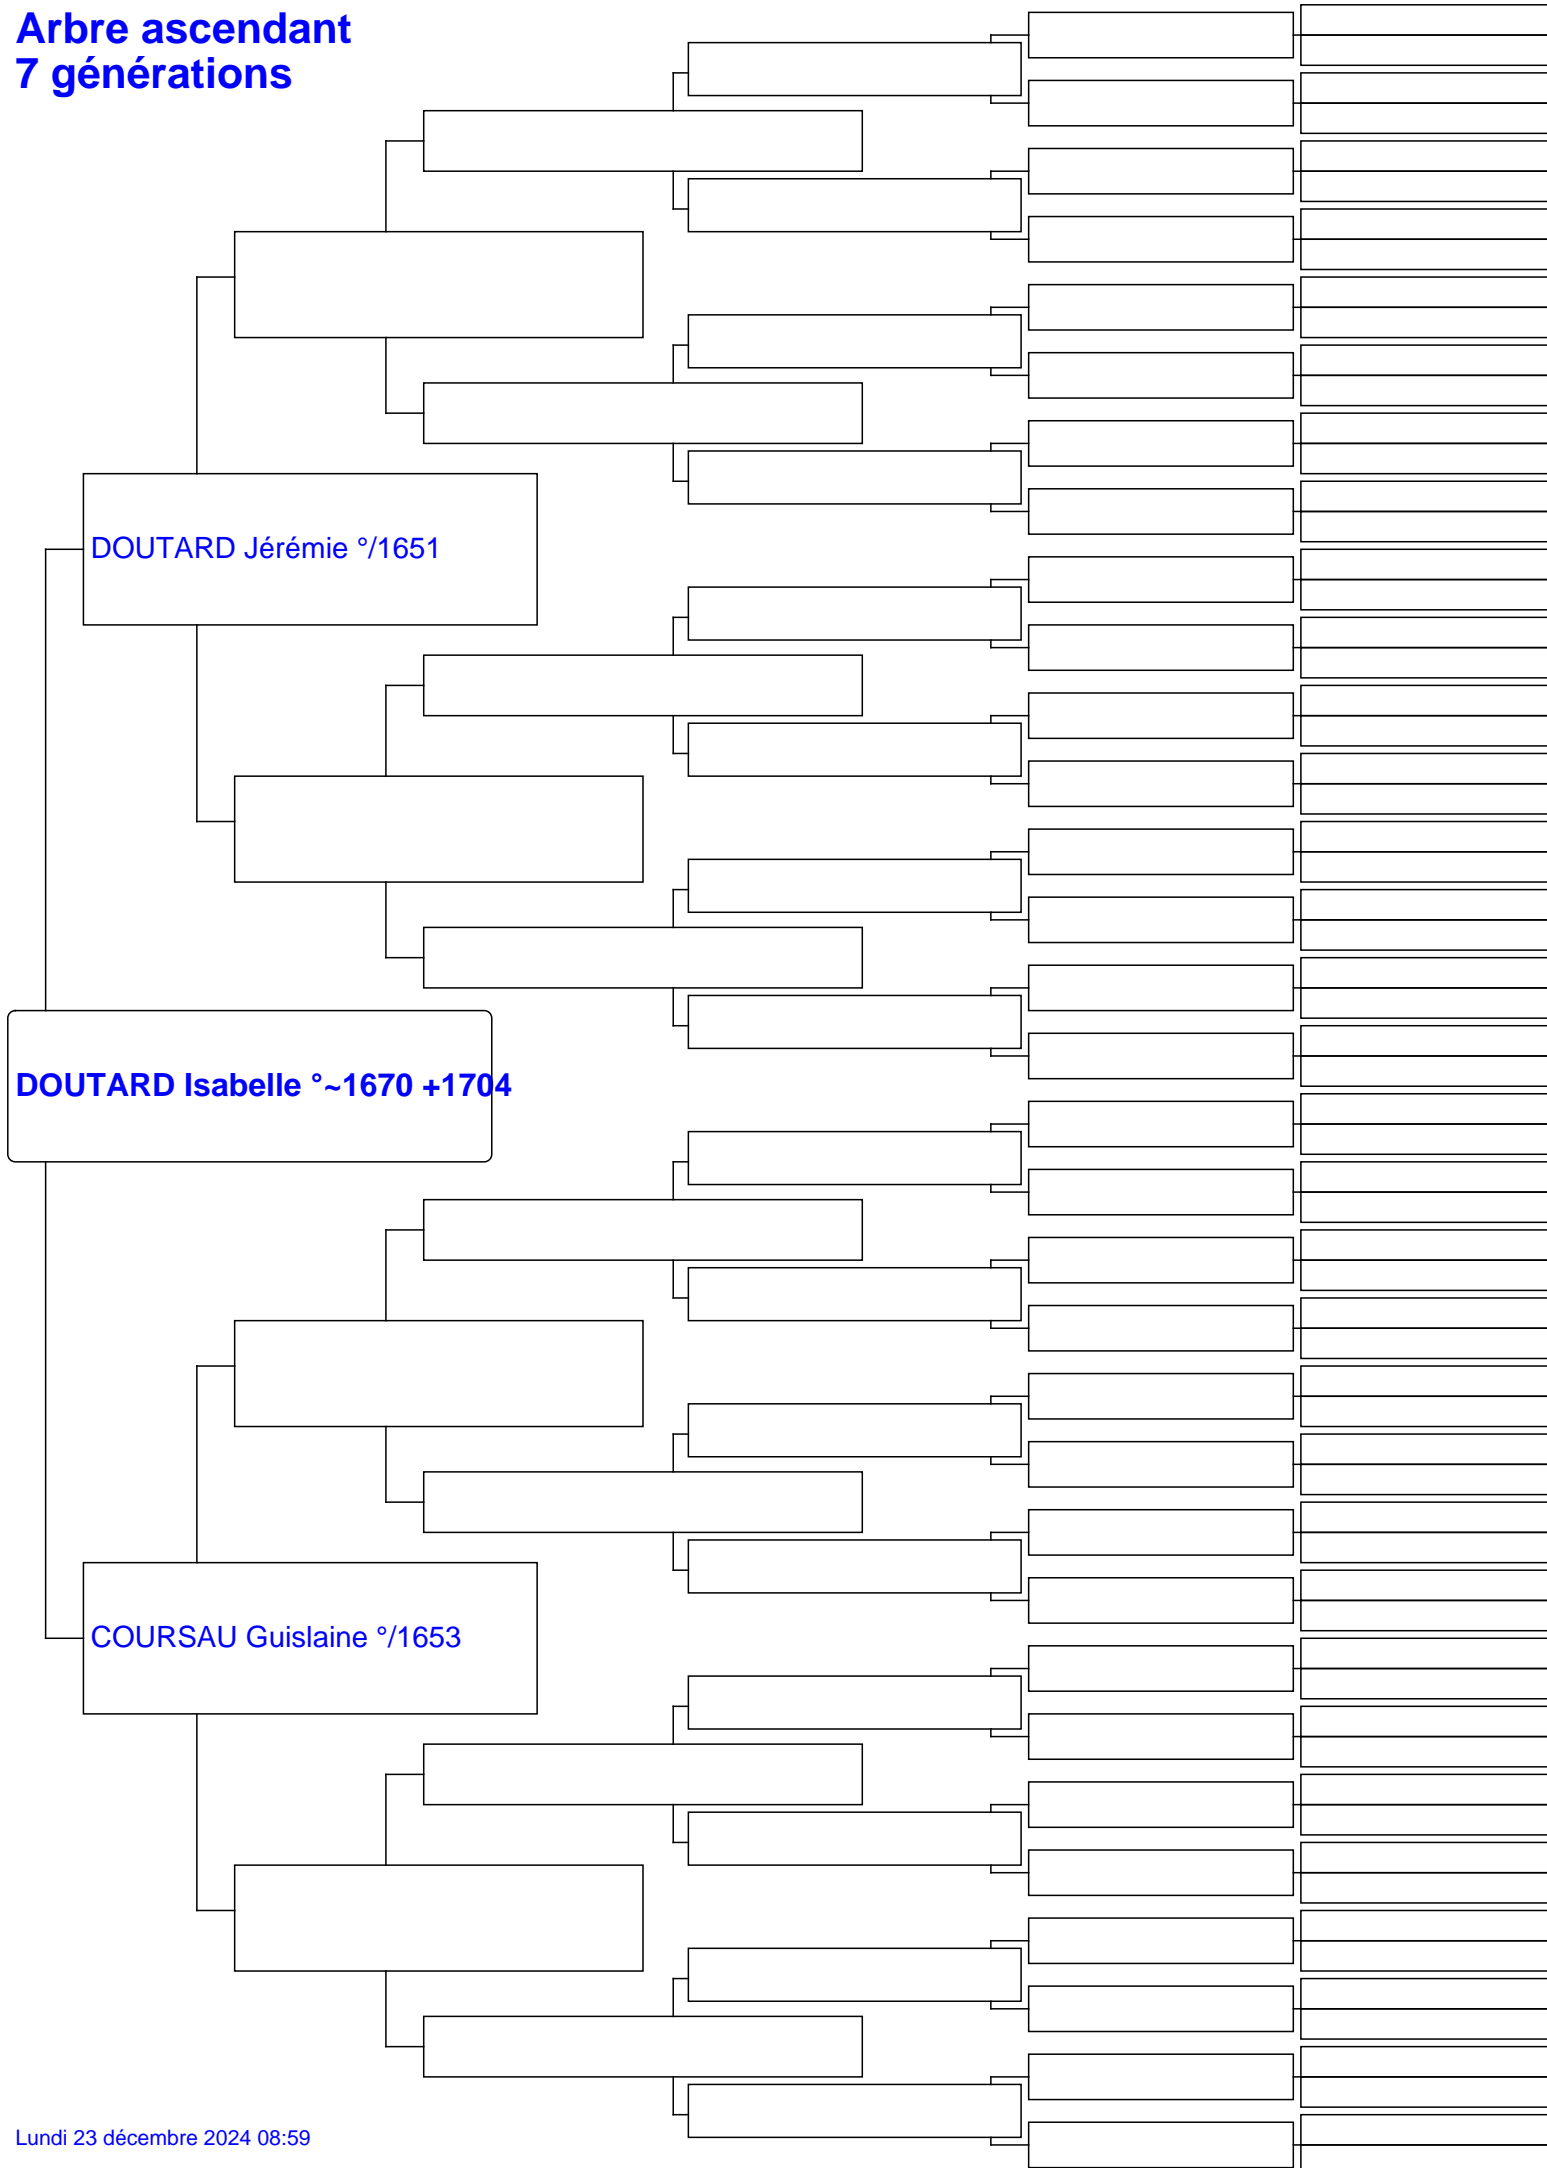 Arbre ascendant
7 générations
DOUTARD Jérémie °/1651
DOUTARD Isabelle °~1670 +1704
COURSAU Guislaine °/1653
Lundi 23 décembre 2024 08:59